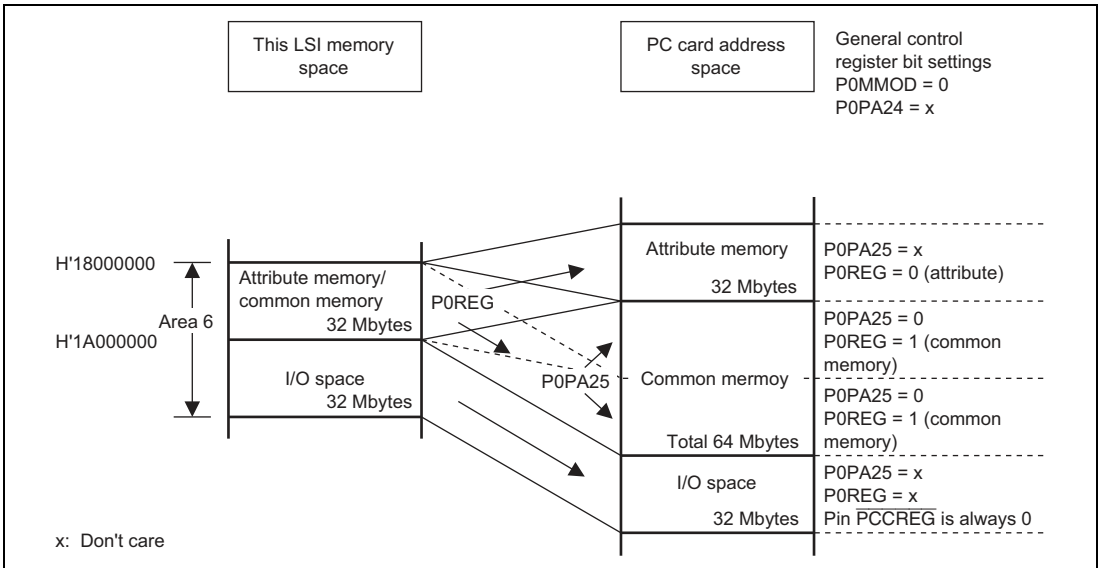 This LSI memory
space
PC card address
space
General control
register bit settings
P0MMOD = 0
P0PA24 = x
H'18000000
Area 6
H'1A000000
Attribute memory/
common memory
32 Mbytes
I/O space
32 Mbytes
P0REG
P0PA25
Attribute memory
32 Mbytes
Common mermoy
Total 64 Mbytes
I/O space
32 Mbytes
P0PA25 = x
P0REG = 0 (attribute)
P0PA25 = 0
P0REG = 1 (common
memory)
P0PA25 = 0
P0REG = 1 (common
memory)
P0PA25 = x
P0REG = x
Pin PCCREG is always 0
x: Don't care